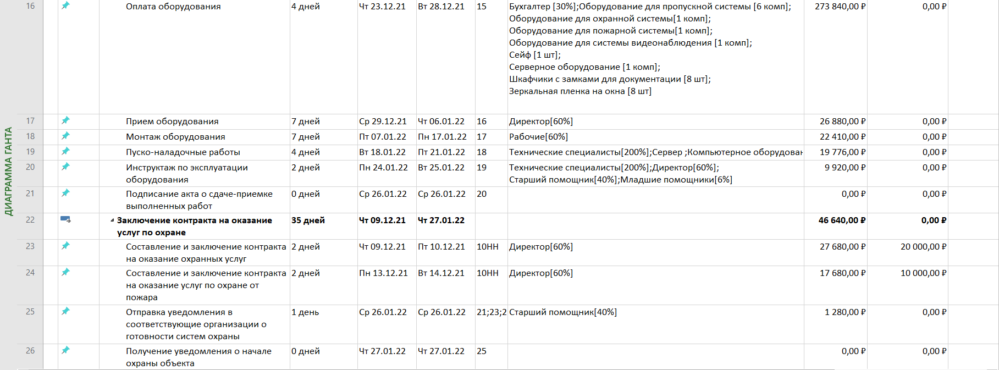 ДИАГРАММА ГАНТА
16 Оплата оборудования 4 дней Чт 23.12.21 Вт 28.12.21 15 Бухгалтер [30%];Оборудование для пропускной системы [6 комп]; 273 840,00 ₽ 0,00 ₽
Оборудование для охранной системы[1 комп];
Оборудование для пожарной системы[1 комп];
Оборудование для системы видеонаблюдения [1 комп];
Сейф [1 шт];
Серверное оборудование [1 комп];
Шкафчики с замками для документации [8 шт];
Зеркальная пленка на окна [8 шт]
17 Прием оборудования 7 дней Ср 29.12.21 Чт 06.01.22 16 Директор[60%] 26 880,00 ₽ 0,00 ₽
18 Монтаж оборудования 7 дней Пт 07.01.22 Пн 17.01.22 17 Рабочие[60%] 22 410,00 ₽ 0,00 ₽
19 Пуско-наладочные работы 4 дней Вт 18.01.22 Пт 21.01.22 18 Технические специалисты[200%];Сервер ;Компьютерное оборудован 19 776,00 ₽ 0,00 ₽
20 Инструктаж по эксплуатации 2 дней Пн 24.01.22 Вт 25.01.22 19 Технические специалисты[200%];Директор[60%]; 9 920,00 ₽ 0,00 ₽
оборудования Старший помощник[40%];Младшие помощники[6%]
21 Подписание акта о сдаче-приемке 0 дней Ср 26.01.22 Ср 26.01.22 20 0,00 ₽ 0,00 ₽
выполненных работ
22 Заключение контракта на оказание 35 дней Чт 09.12.21 Чт 27.01.22 46 640,00 ₽ 0,00 ₽
услуг по охране
23 Составление и заключение контракта 2 дней Чт 09.12.21 Пт 10.12.21 10НН Директор[60%] 27 680,00 ₽ 20 000,00 ₽
на оказание охранных услуг
24 Составление и заключение контракта 2 дней Пн 13.12.21 Вт 14.12.21 10НН Директор[60%] 17 680,00 ₽ 10 000,00 ₽
на оказание услуг по охране от
пожара
25 Отправка уведомления в 1 день Ср 26.01.22 Ср 26.01.22 21;23;2 Старший помощник[40%] 1 280,00 ₽ 0,00 ₽
соответствующие организации о
готовности систем охраны
26 Получение уведомления о начале 0 дней Чт 27.01.22 Чт 27.01.22 25 0,00 ₽ 0,00 ₽
охраны объекта